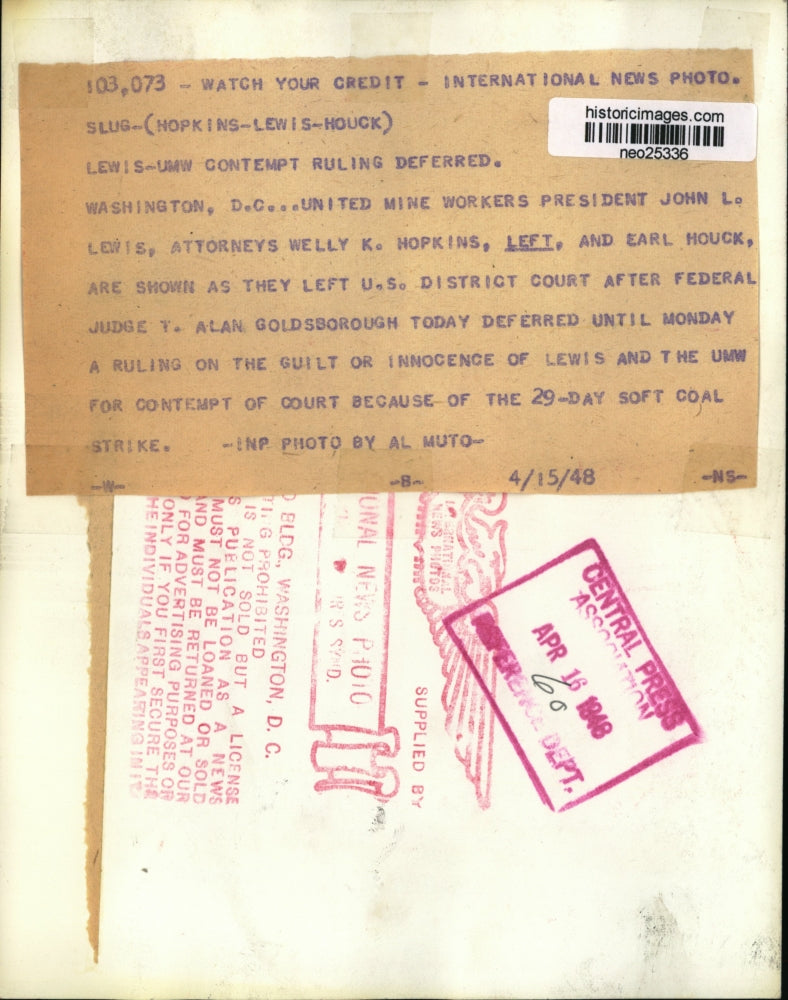 103,073 - WATCH YOUR CREDIT - INTERNATIONAL NEWS PHOTO.
SLUG-(HOPKINS-LEWIS-HOUCK)
LEWIS-UMW CONTEMPT RULING DEFERRED.
WASHINGTON, D.C...UNITED MINE WORKERS PRESIDENT JOHN L.
LEWIS, ATTORNEYS WELLY K. HOPKINS, LEFT, AND EARL HOUCK,
ARE SHOWN AS THEY LEFT U.S. DISTRICT COURT AFTER FEDERAL
JUDGE T. ALAN GOLDSBOROUGH TODAY DEFERRED UNTIL MONDAY
A RULING ON THE GUILT OR INNOCENCE OF LEWIS AND THE UMW
FOR CONTEMPT OF COURT BECAUSE OF THE 29-DAY SOFT COAL
STRIKE. -INP PHOTO BY AL MUTO-
-W- -B- 4/15/48 -NS-
historicimages.com
neo25336
CENTRAL PRESS
ASSOCIATION
APR 16 1948
60
REFERENCE DEPT.
SUPPLIED BY
NEWS PHOTOS
NEWS PHOTO
BLDG., WASHINGTON, D. C.
PROHIBITED
IS NOT SOLD BUT A LICENSE
PUBLICATION AS A NEWS
MUST NOT BE LOANED OR SOLD
AND MUST BE RETURNED AT OUR
FOR ADVERTISING PURPOSES OR
ONLY IF YOU FIRST SECURE THE
THE INDIVIDUALS APPEARING IN IT